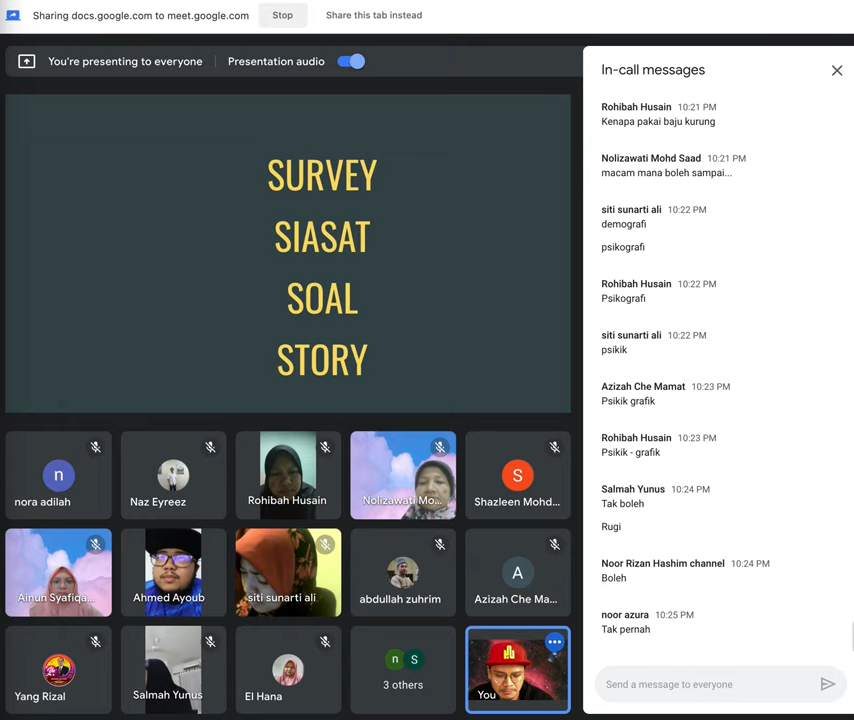 Sharing docs.google.com to meet.google.com
Stop
Share this tab instead
You're presenting to everyone
Presentation audio
SURVEY
SIASAT
SOAL
STORY
n
nora adilah
Naz Eyreez
Rohibah Husain
Nolizawati Mo...
S
Shazleen Mohd...
Ainun Syafiqa...
Ahmed Ayoub
siti sunarti ali
abdullah zuhrim
A
Azizah Che Ma...
Yang Rizal
Salmah Yunus
El Hana
n S
3 others
You
In-call messages
Rohibah Husain 10:21 PM
Kenapa pakai baju kurung
Nolizawati Mohd Saad 10:21 PM
macam mana boleh sampai...
siti sunarti ali 10:22 PM
demografi
psikografi
Rohibah Husain 10:22 PM
Psikografi
siti sunarti ali 10:22 PM
psikik
Azizah Che Mamat 10:23 PM
Psikik grafik
Rohibah Husain 10:23 PM
Psikik - grafik
Salmah Yunus 10:24 PM
Tak boleh
Rugi
Noor Rizan Hashim channel 10:24 PM
Boleh
noor azura 10:25 PM
Tak pernah
Send a message to everyone